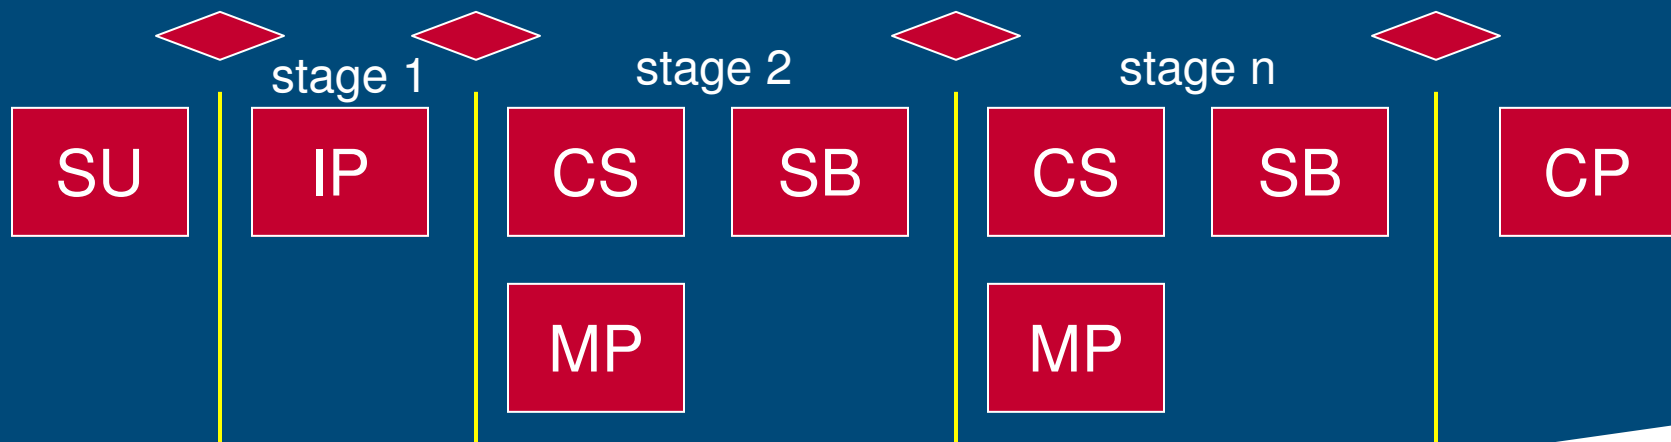 stage 1
stage 2
stage n
SU
IP
CS
SB
CS
SB
CP
MP
MP